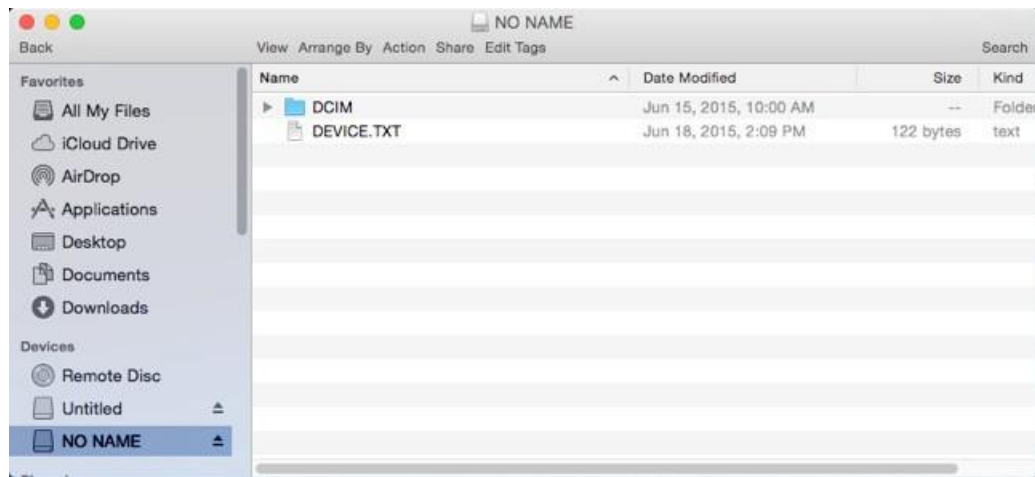 NO NAME
Back View Arrange By Action Share Edit Tags Search
Favorites
All My Files
iCloud Drive
AirDrop
Applications
Desktop
Documents
Downloads
Devices
Remote Disc
Untitled
NO NAME
Name Date Modified Size Kind
DCIM Jun 15, 2015, 10:00 AM -- Folder
DEVICE.TXT Jun 18, 2015, 2:09 PM 122 bytes text